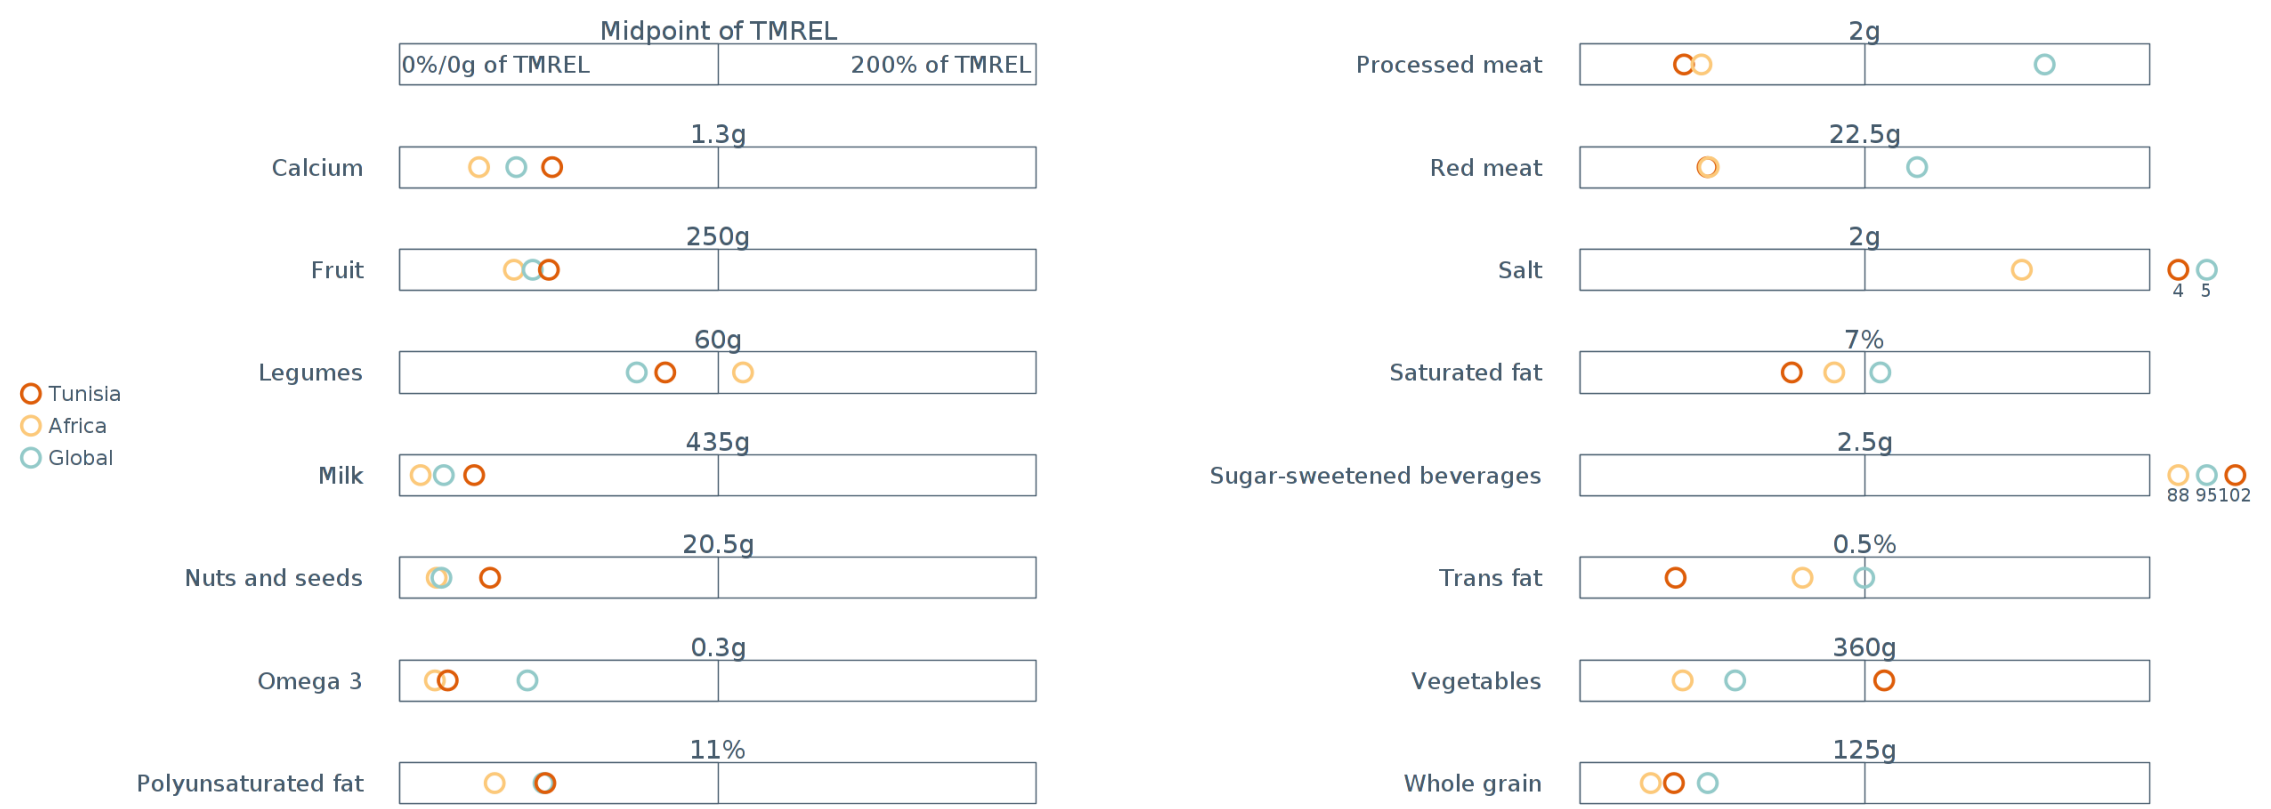 Midpoint of TMREL
0%/0g of TMREL 200% of TMREL
1.3g
Calcium
250g
Fruit
60g
Legumes
435g
Milk
20.5g
Nuts and seeds
0.3g
Omega 3
11%
Polyunsaturated fat
Tunisia
Africa
Global
2g
Processed meat
22.5g
Red meat
2g
Salt
4 5
7%
Saturated fat
2.5g
Sugar-sweetened beverages
88 95 102
0.5%
Trans fat
360g
Vegetables
125g
Whole grain